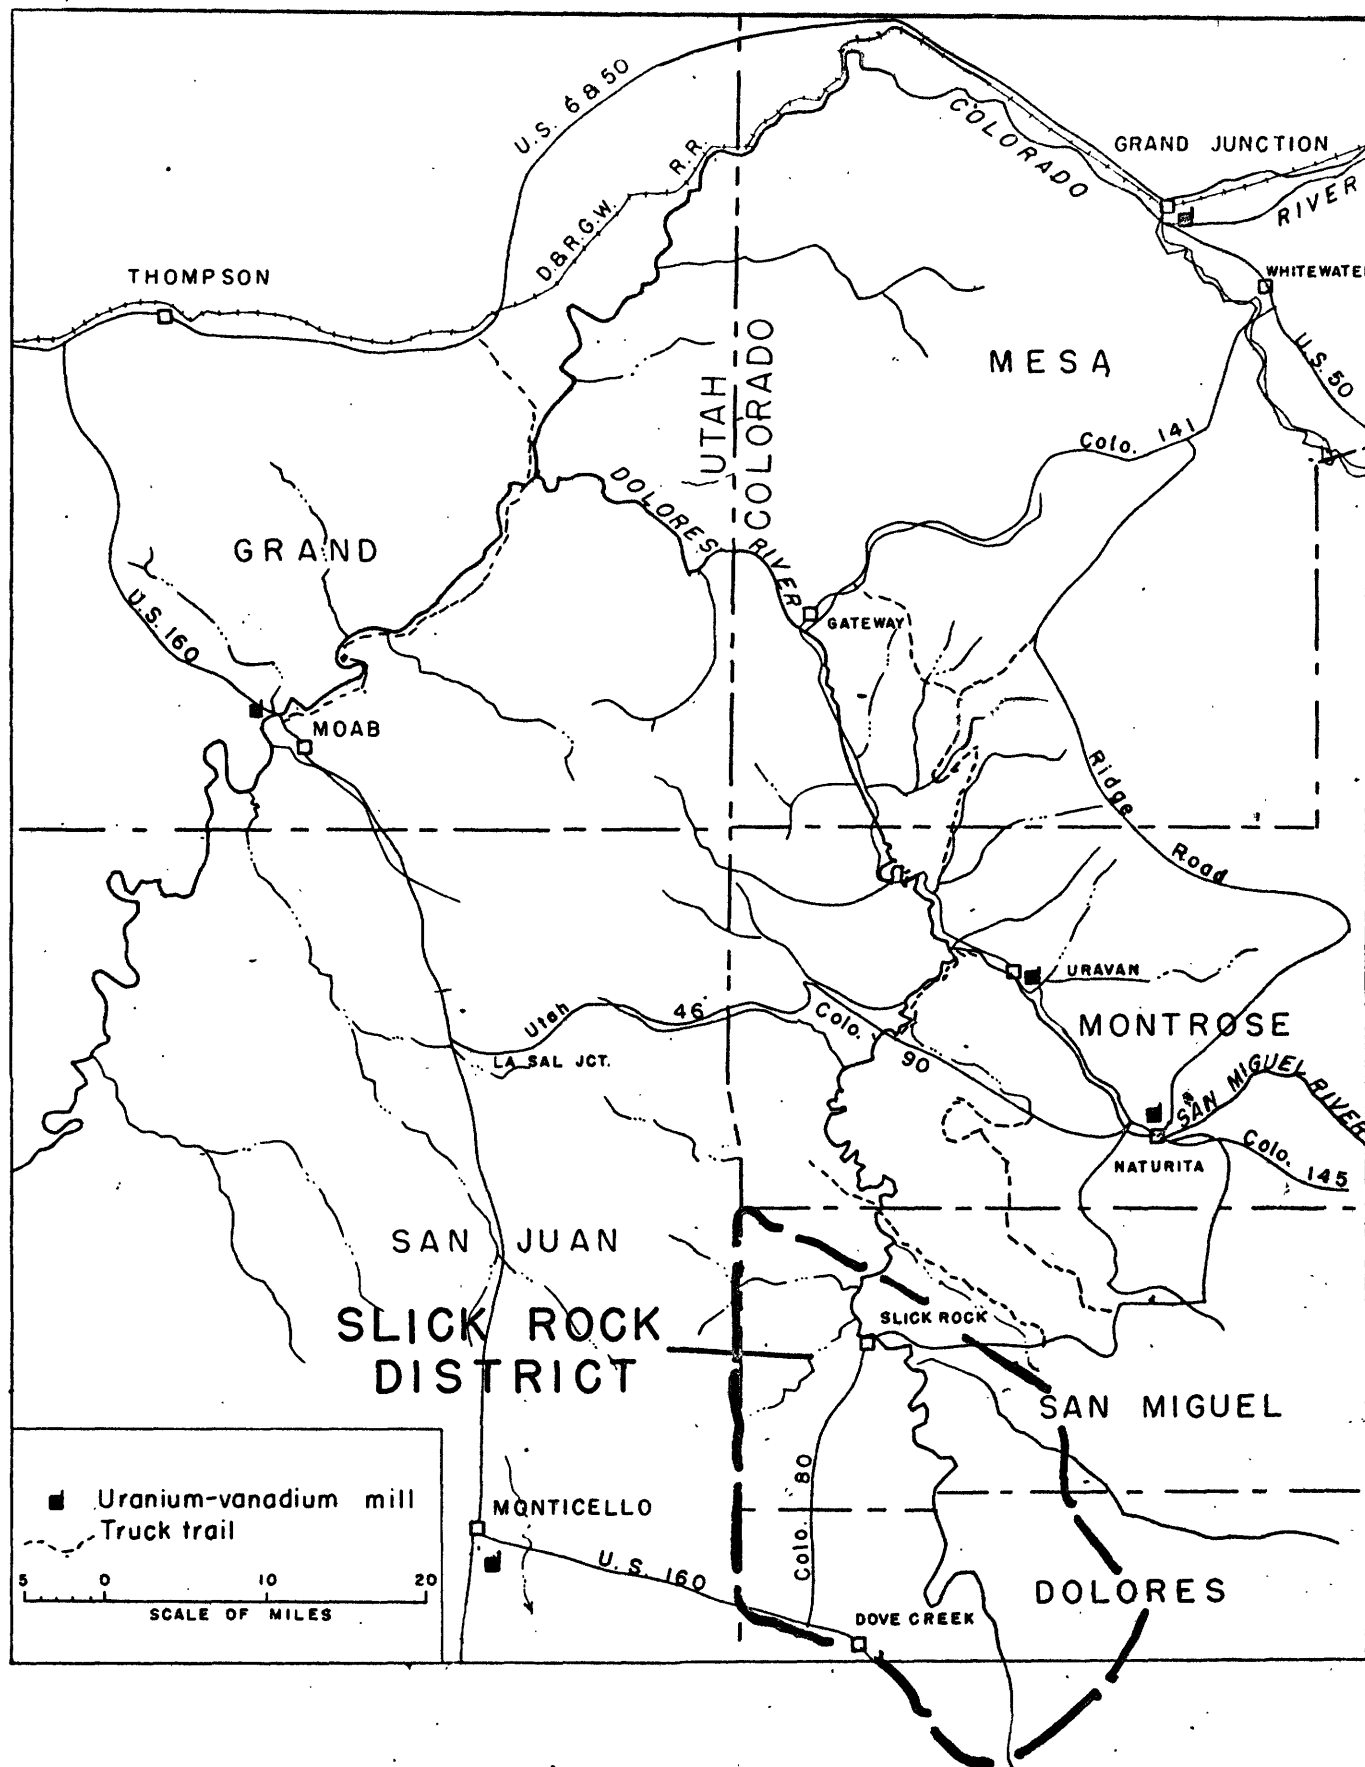 U.S. 6 & 50
COLORADO
GRAND JUNCTION
RIVER
D. & R. G. W. R. R.
THOMPSON
WHITEWATER
U.S. 50
MESA
UTAH
COLORADO
Colo. 141
DOLORES RIVER
GRAND
U.S. 160
GATEWAY
MOAB
Ridge Road
URAVAN
Utah 46
Colo. 90
MONTROSE
LA SAL JCT.
SAN MIGUEL RIVER
NATURITA
Colo. 145
SAN JUAN
SLICK ROCK
DISTRICT
SLICK ROCK
SAN MIGUEL
Colo. 80
Uranium-vanadium mill
Truck trail
5 0 10 20
SCALE OF MILES
MONTICELLO
U. S. 160
DOLORES
DOVE CREEK